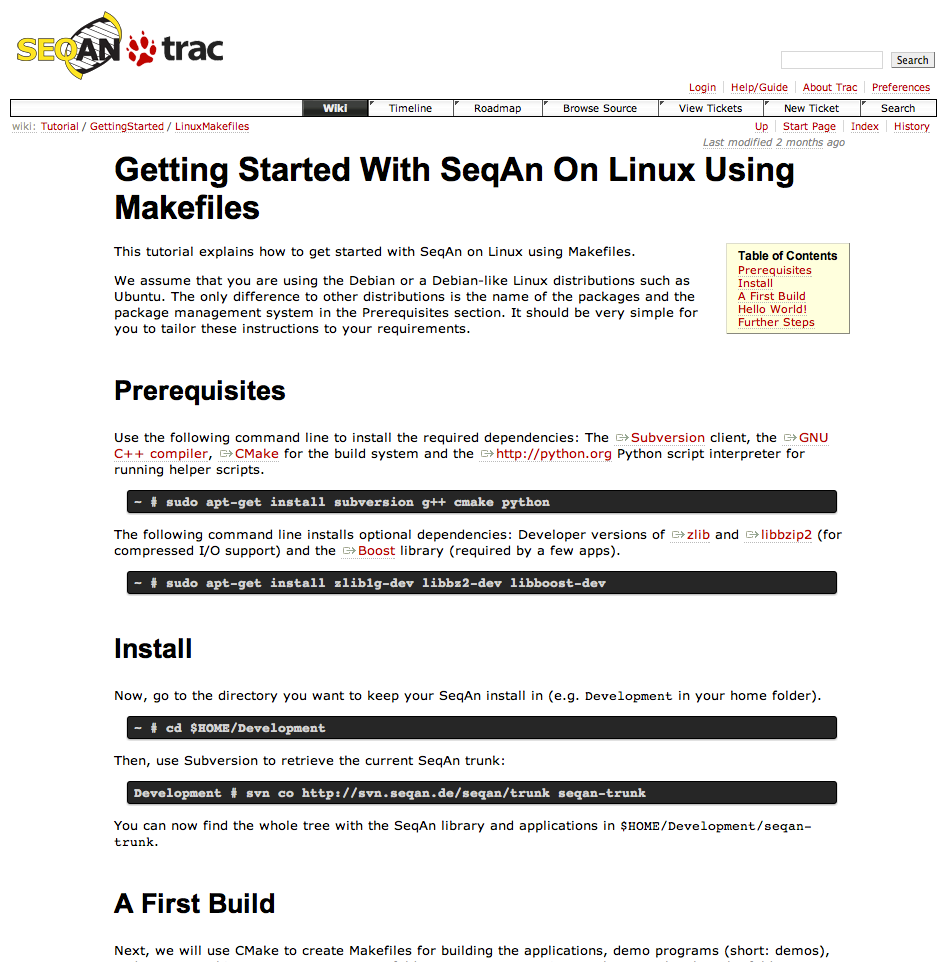 SEQAN trac
Search
Login Help/Guide About Trac Preferences
Wiki Timeline Roadmap Browse Source View Tickets New Ticket Search
wiki: Tutorial / GettingStarted / LinuxMakefiles Up Start Page Index History
Last modified 2 months ago
Getting Started With SeqAn On Linux Using
Makefiles
This tutorial explains how to get started with SeqAn on Linux using Makefiles.
We assume that you are using the Debian or a Debian-like Linux distributions such as
Ubuntu. The only difference to other distributions is the name of the packages and the
package management system in the Prerequisites section. It should be very simple for
you to tailor these instructions to your requirements.
Table of Contents
Prerequisites
Install
A First Build
Hello World!
Further Steps
Prerequisites
Use the following command line to install the required dependencies: The Subversion client, the GNU
C++ compiler, CMake for the build system and the http://python.org Python script interpreter for
running helper scripts.
~ # sudo apt-get install subversion g++ cmake python
The following command line installs optional dependencies: Developer versions of zlib and libbzip2 (for
compressed I/O support) and the Boost library (required by a few apps).
~ # sudo apt-get install zlib1g-dev libbz2-dev libboost-dev
Install
Now, go to the directory you want to keep your SeqAn install in (e.g. Development in your home folder).
~ # cd $HOME/Development
Then, use Subversion to retrieve the current SeqAn trunk:
Development # svn co http://svn.seqan.de/seqan/trunk seqan-trunk
You can now find the whole tree with the SeqAn library and applications in $HOME/Development/seqan-
trunk.
A First Build
Next, we will use CMake to create Makefiles for building the applications, demo programs (short: demos),